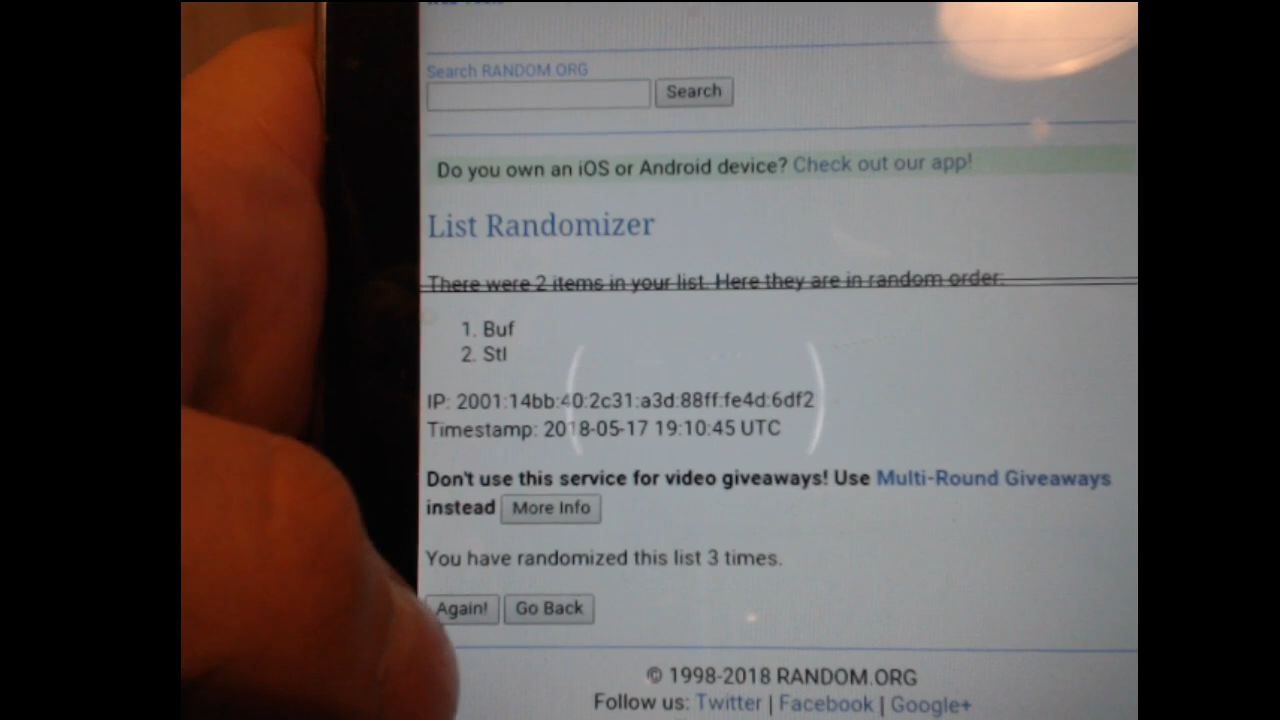 Search RANDOM.ORG
Search
Do you own an iOS or Android device? Check out our app!
List Randomizer
There were 2 items in your list. Here they are in random order:
1. Buf
2. Stl
IP: 2001:14bb:40:2c31:a3d:88ff:fe4d:6df2
Timestamp: 2018-05-17 19:10:45 UTC
Don't use this service for video giveaways! Use Multi-Round Giveaways
instead More Info
You have randomized this list 3 times.
Again! Go Back
© 1998-2018 RANDOM.ORG
Follow us: Twitter | Facebook | Google+